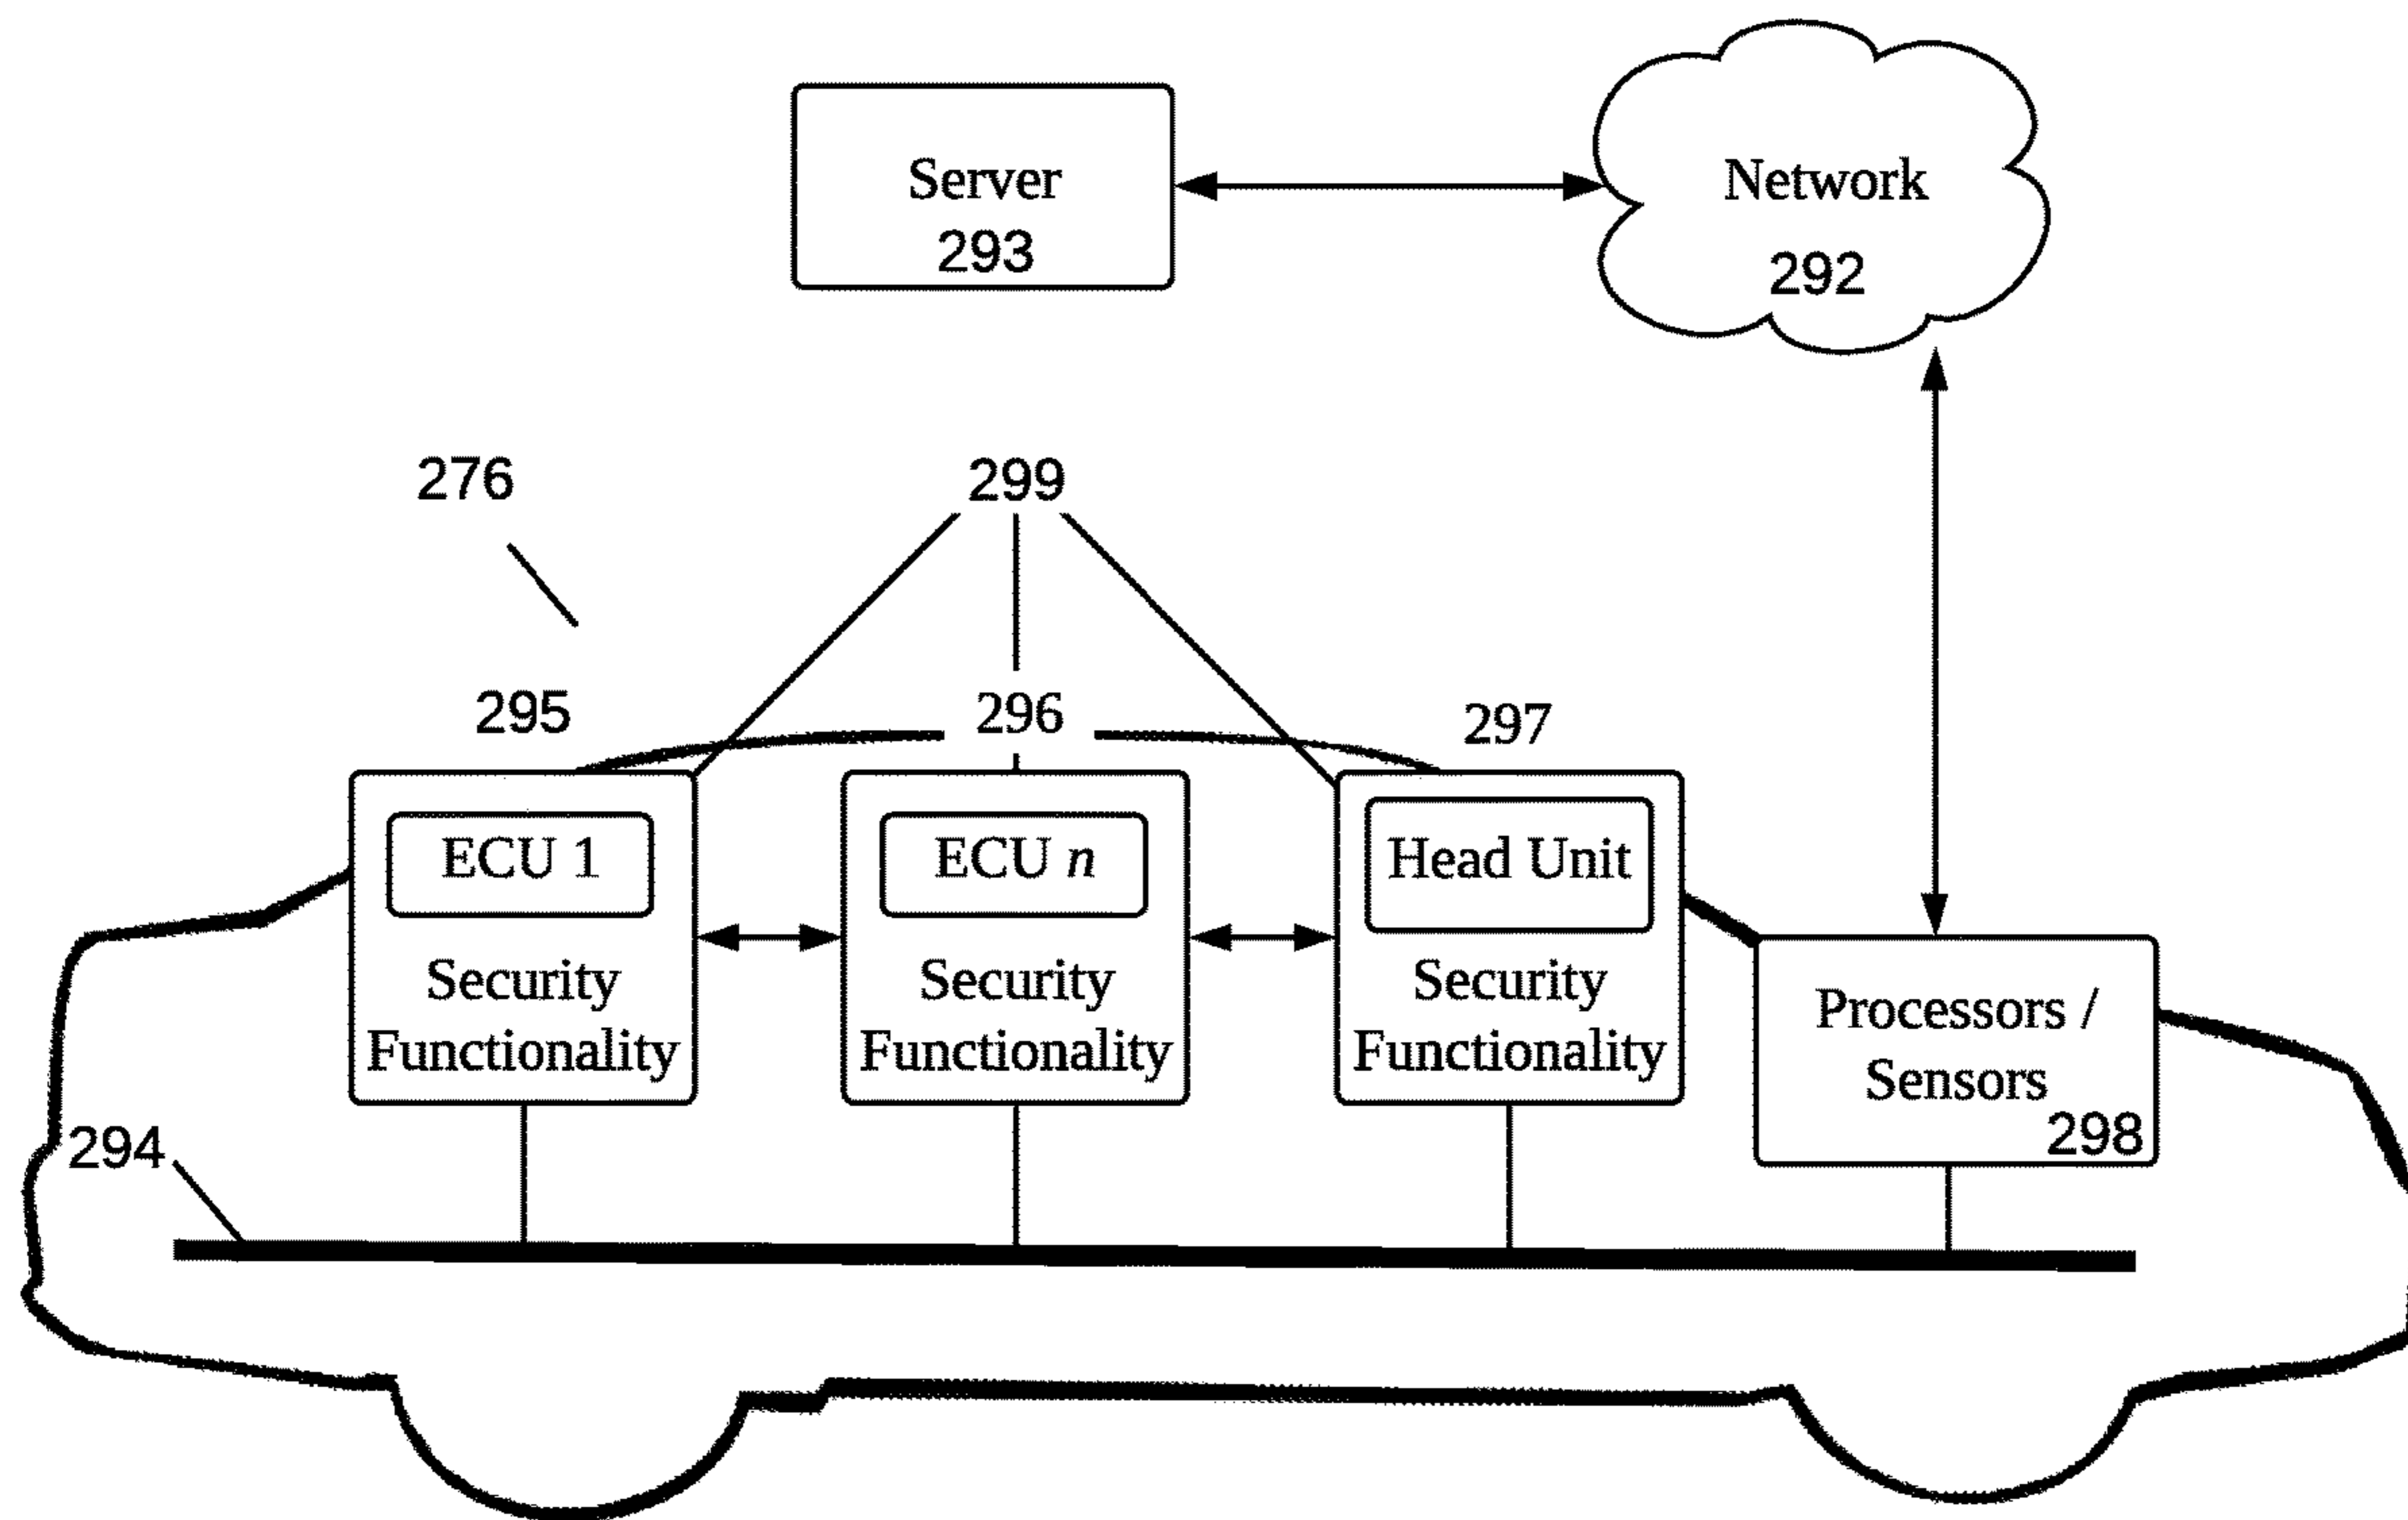 Server
293
Network
292
276
299
295
296
297
ECU 1
Security
Functionality
ECU n
Security
Functionality
Head Unit
Security
Functionality
Processors /
Sensors
298
294